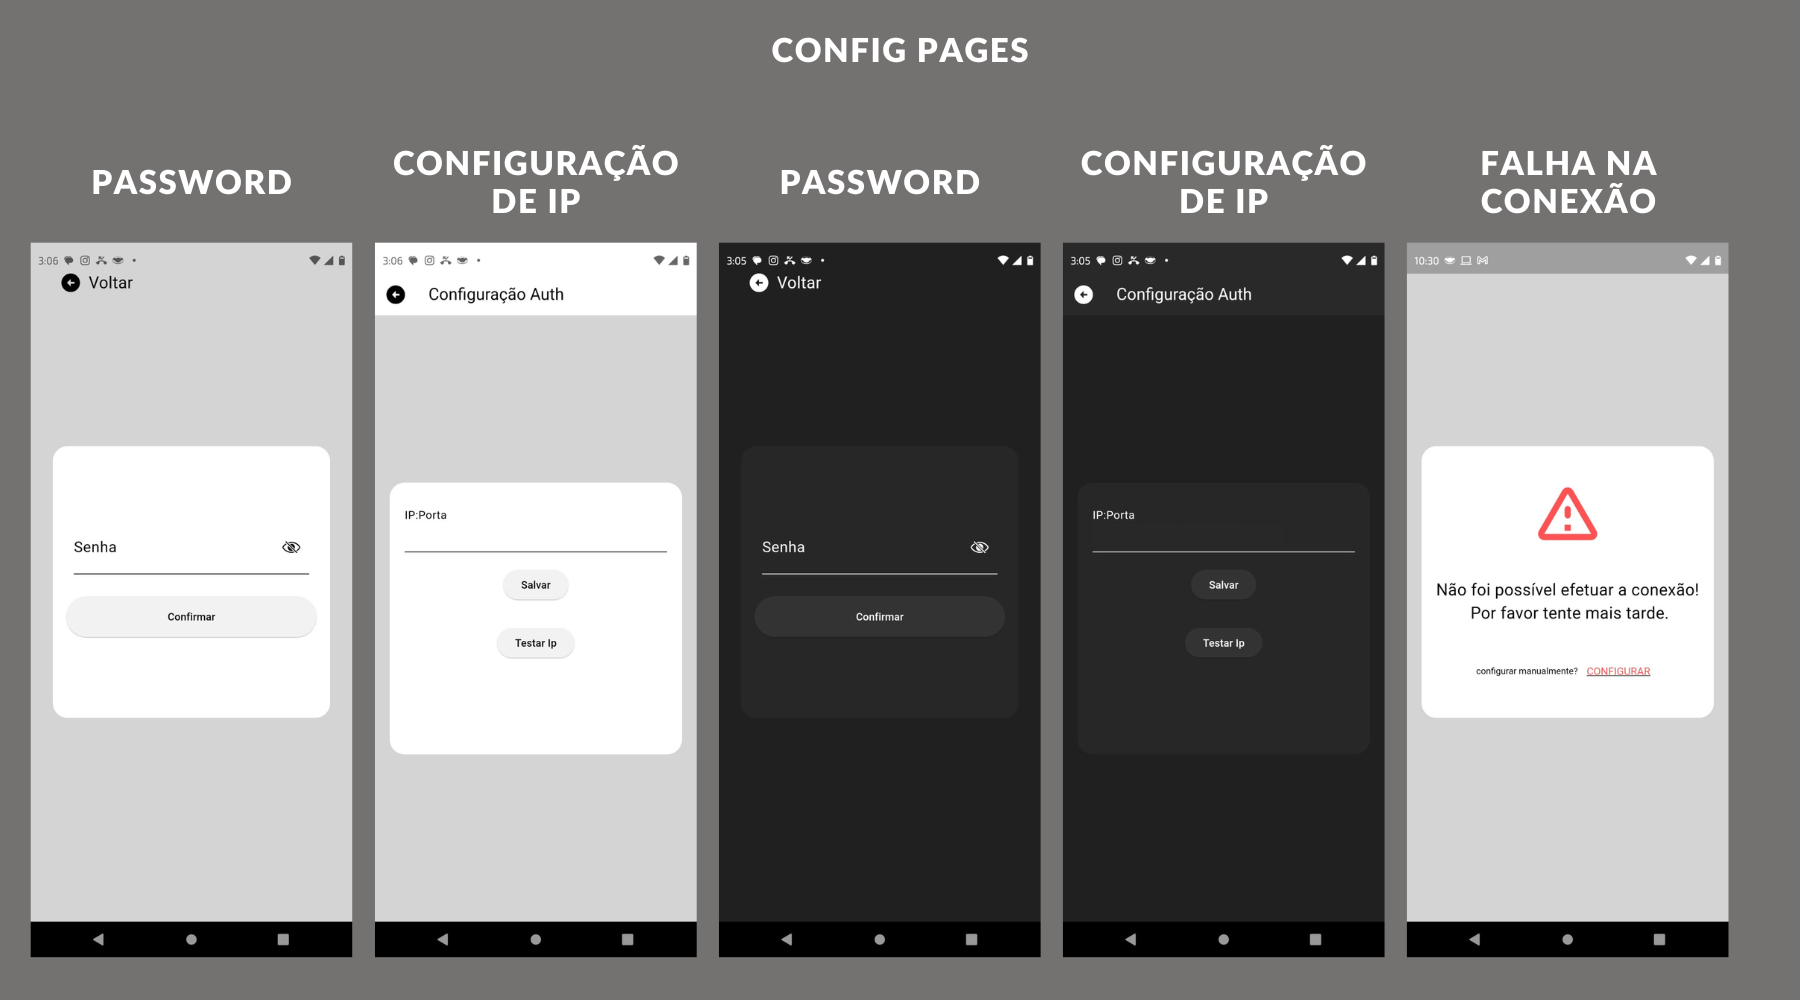 CONFIG PAGES
PASSWORD
CONFIGURAÇÃO
DE IP
PASSWORD
CONFIGURAÇÃO
DE IP
FALHA NA
CONEXÃO
3:06
Voltar
Senha
Confirmar
3:06
Configuração Auth
IP:Porta
Salvar
Testar Ip
3:05
Voltar
Senha
Confirmar
3:05
Configuração Auth
IP:Porta
Salvar
Testar Ip
10:30
Não foi possível efetuar a conexão!
Por favor tente mais tarde.
configurar manualmente? CONFIGURAR